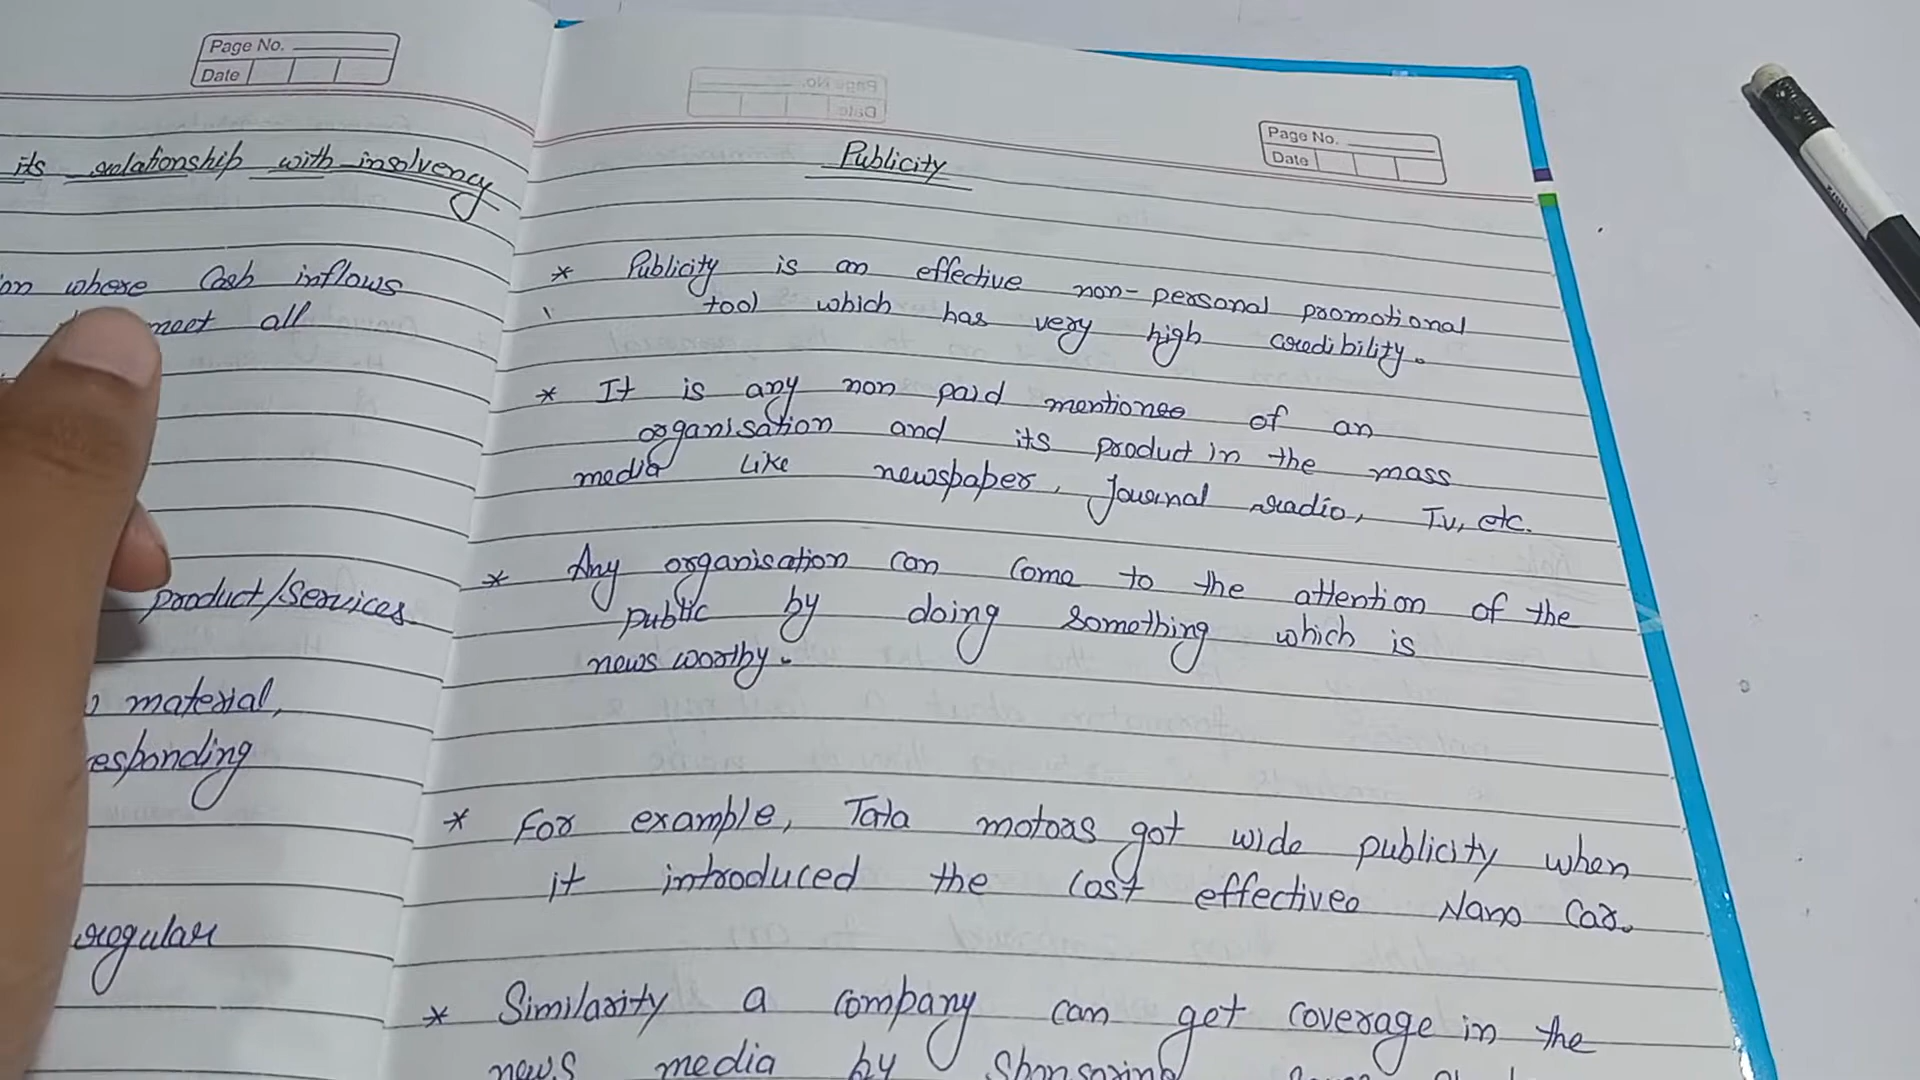 Page No.
Date
its relationship with insolvency
on where Cash inflows
meet all
product/Services
material,
esponding
regular
Page No.
Date
Publicity
* Publicity is an effective non-personal promotional
tool which has very high credibility.
* It is any non paid mentionee of an
organisation and its product in the mass
media like newspaper, Journal radio, Tv, etc.
* Any organisation can come to the attention of the
public by doing something which is
news worthy.
* For example, Tata motors got wide publicity when
it introduced the cost effectivee Nano Car.
* Similarity a company can get coverage in the
news media by Sponsoring